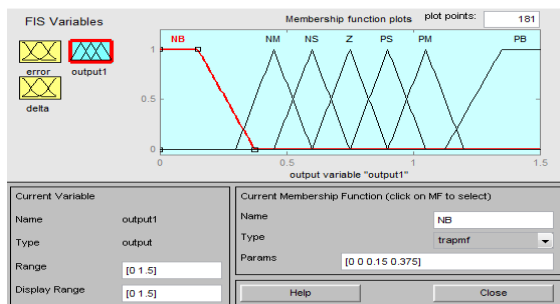 FIS Variables
Membership function plots
plot points:
181
error
output1
delta
NB
NM
NS
Z
PS
PM
PB
1
0.5
0
0
0.5
1
1.5
output variable "output1"
Current Variable
Name
output1
Type
output
Range
[0 1.5]
Display Range
[0 1.5]
Current Membership Function (click on MF to select)
Name
NB
Type
trapmf
Params
[0 0 0.15 0.375]
Help
Close